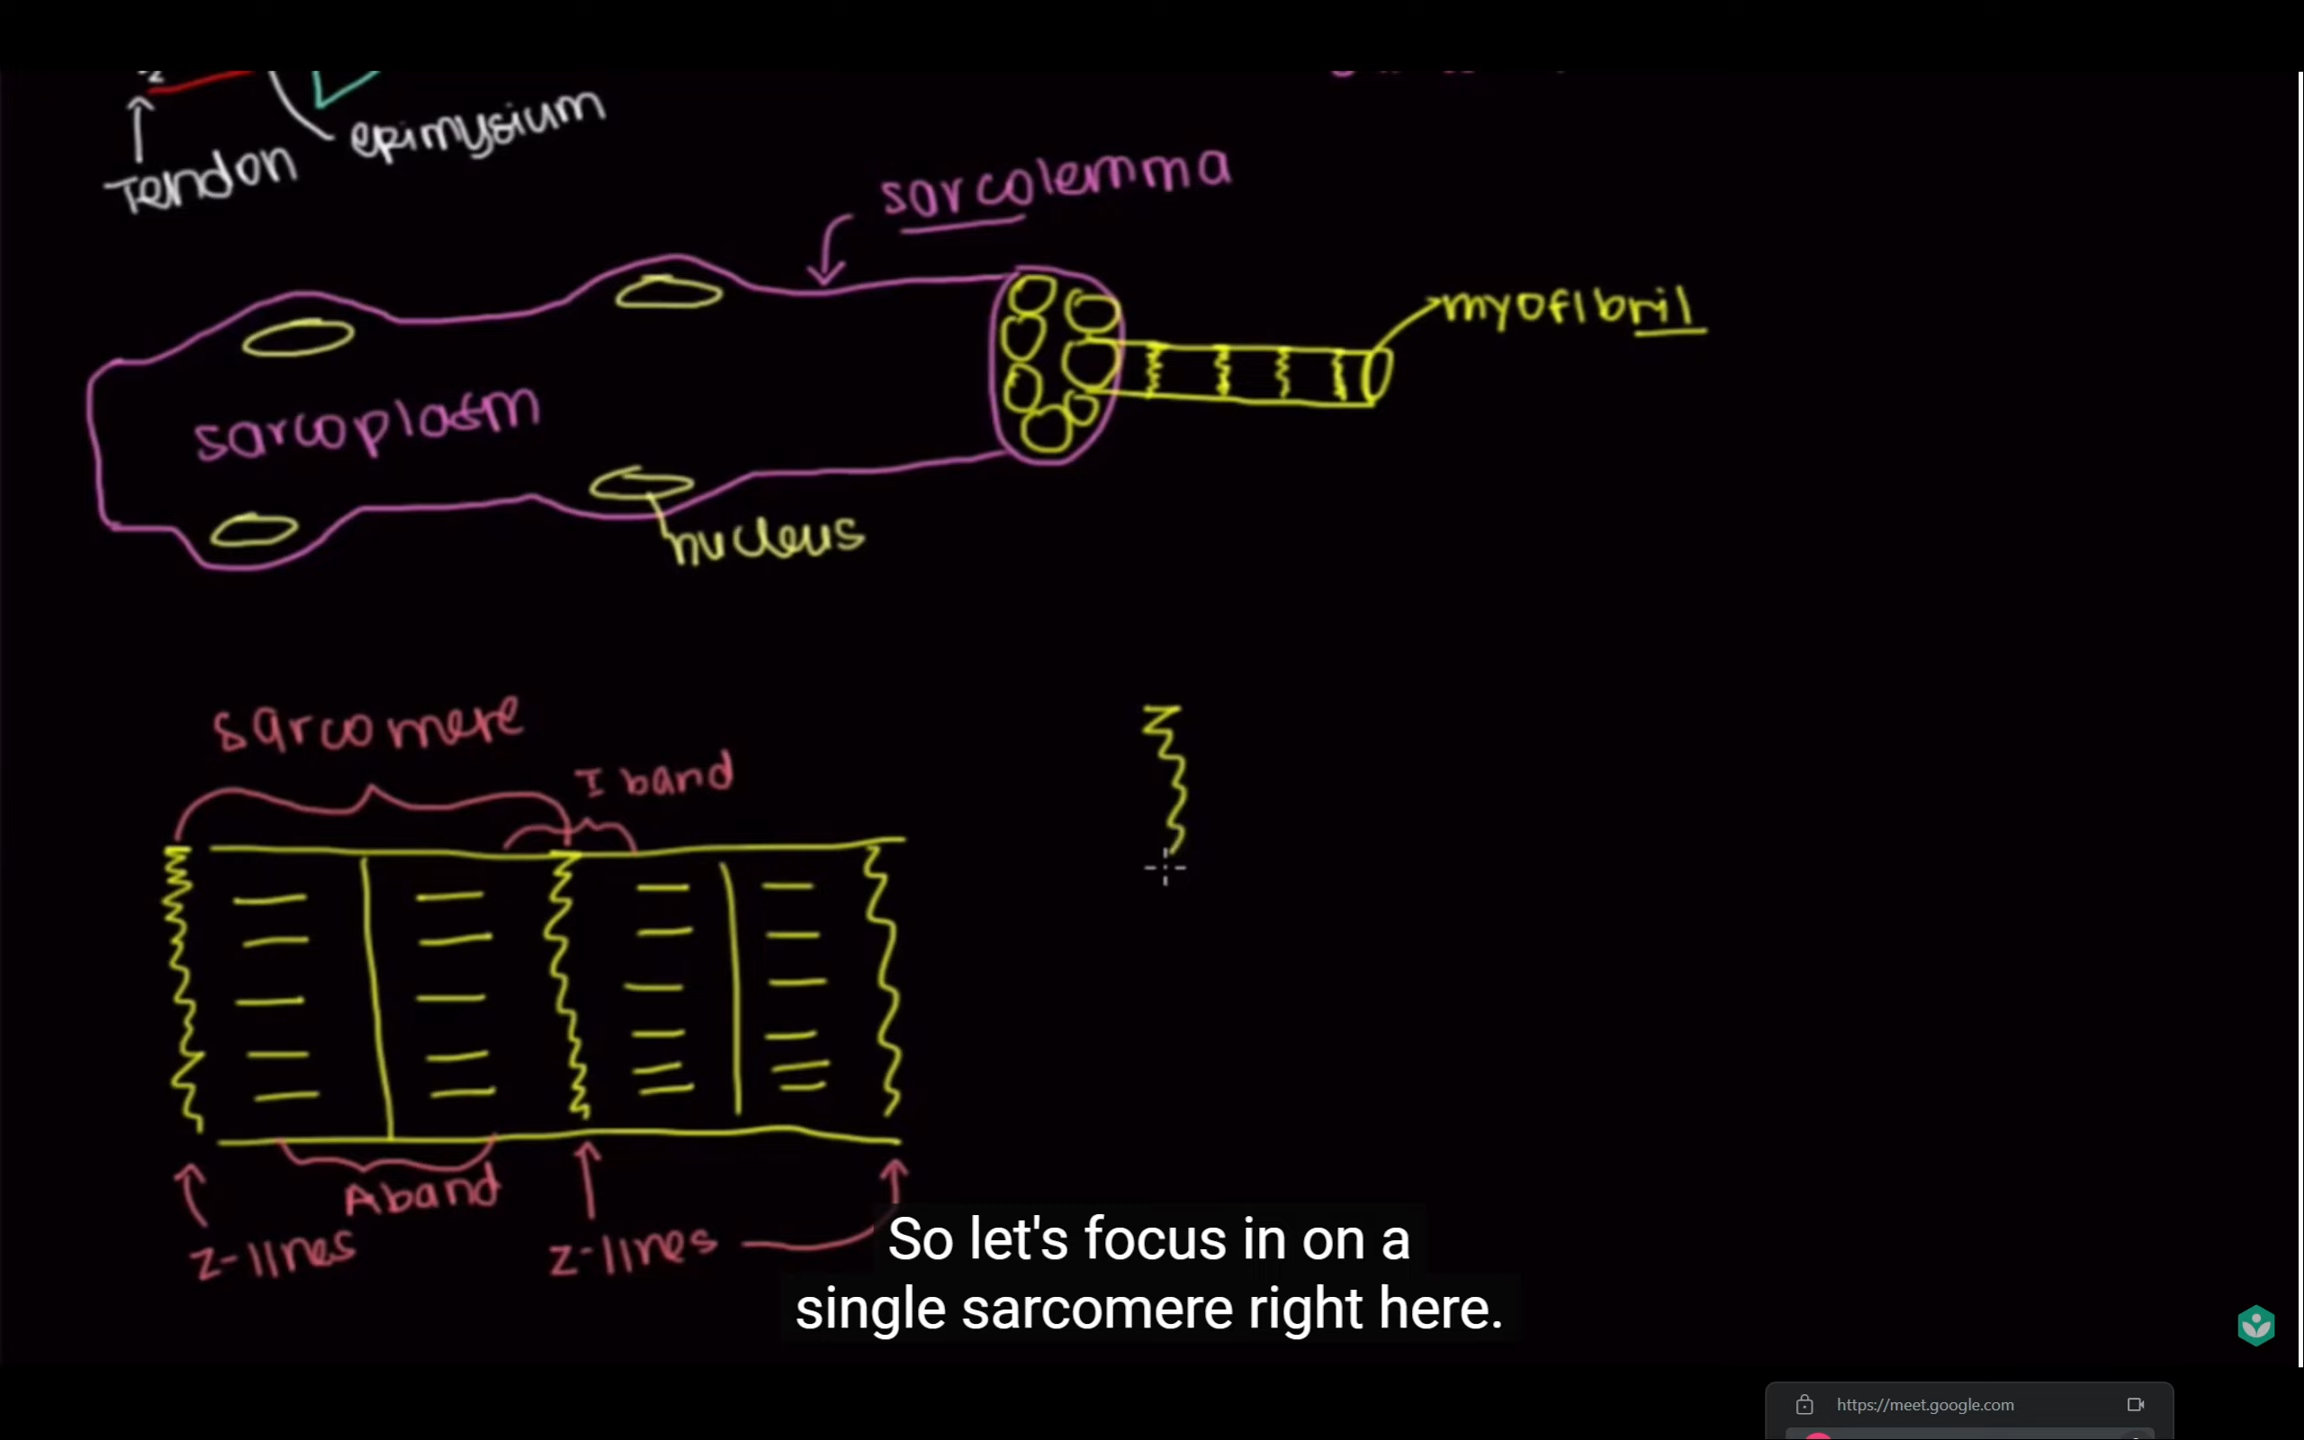 Tendon
epimysium
sarcolemma
myofibril
sarcoplasm
nucleus
sarcomere
I band
A band
z-lines
z-lines
So let's focus in on a
single sarcomere right here.
https://meet.google.com